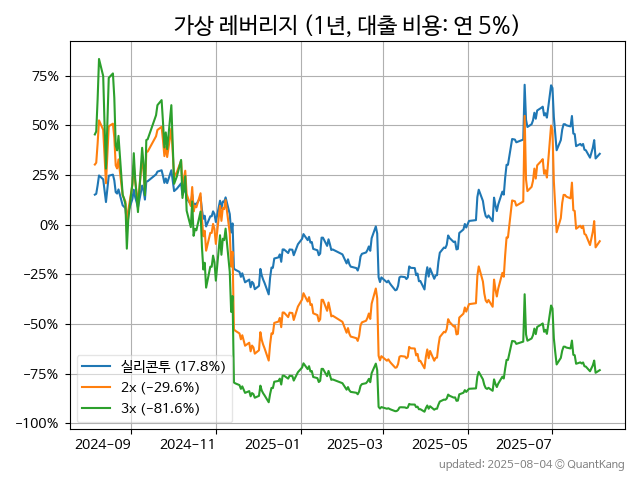 가상 레버리지 (1년, 대출 비용: 연 5%)
75%
50%
25%
0%
−25%
−50%
−75%
−100%
실리콘투 (17.8%)
2x (−29.6%)
3x (−81.6%)
2024-09
2024-11
2025-01
2025-03
2025-05
2025-07
updated: 2025-08-04 © QuantKang